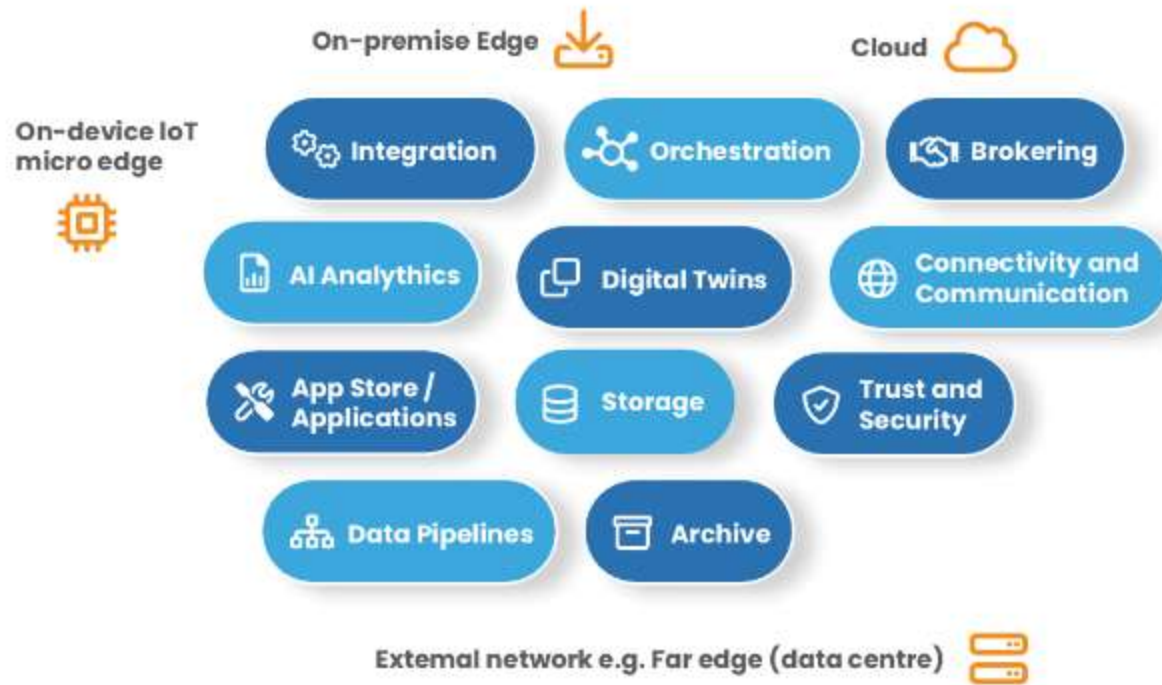 On-premise Edge
Cloud
On-device IoT
micro edge
Integration
Orchestration
Brokering
AI Analythics
Digital Twins
Connectivity and
Communication
App Store /
Applications
Storage
Trust and
Security
Data Pipelines
Archive
External network e.g. Far edge (data centre)